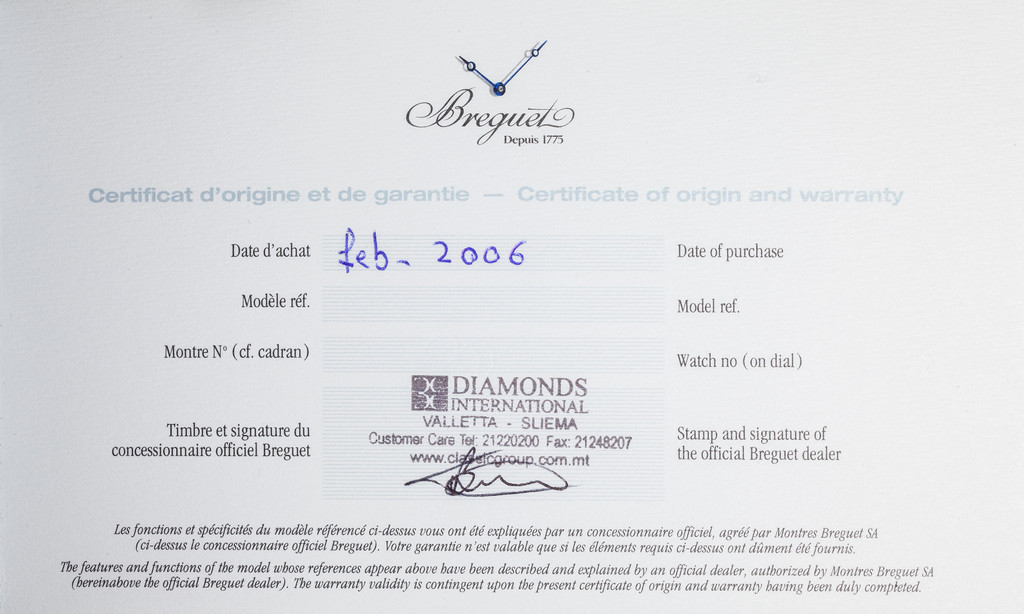 Breguet
Depuis 1775
Certificat d'origine et de garantie — Certificate of origin and warranty
Date d'achat feb - 2006 Date of purchase
Modèle réf. Model ref.
Montre N° (cf. cadran) Watch no (on dial)
DIAMONDS
INTERNATIONAL
VALLETTA - SLIEMA
Customer Care Tel: 21220200 Fax: 21248207
www.classicgroup.com.mt
Timbre et signature du
concessionnaire officiel Breguet
Stamp and signature of
the official Breguet dealer
Les fonctions et spécificités du modèle référencé ci-dessus vous ont été expliquées par un concessionnaire officiel, agréé par Montres Breguet SA
(ci-dessus le concessionnaire officiel Breguet). Votre garantie n'est valable que si les éléments requis ci-dessus ont dûment été fournis.
The features and functions of the model whose references appear above have been described and explained by an official dealer, authorized by Montres Breguet SA
(hereinabove the official Breguet dealer). The warranty validity is contingent upon the present certificate of origin and warranty having been duly completed.